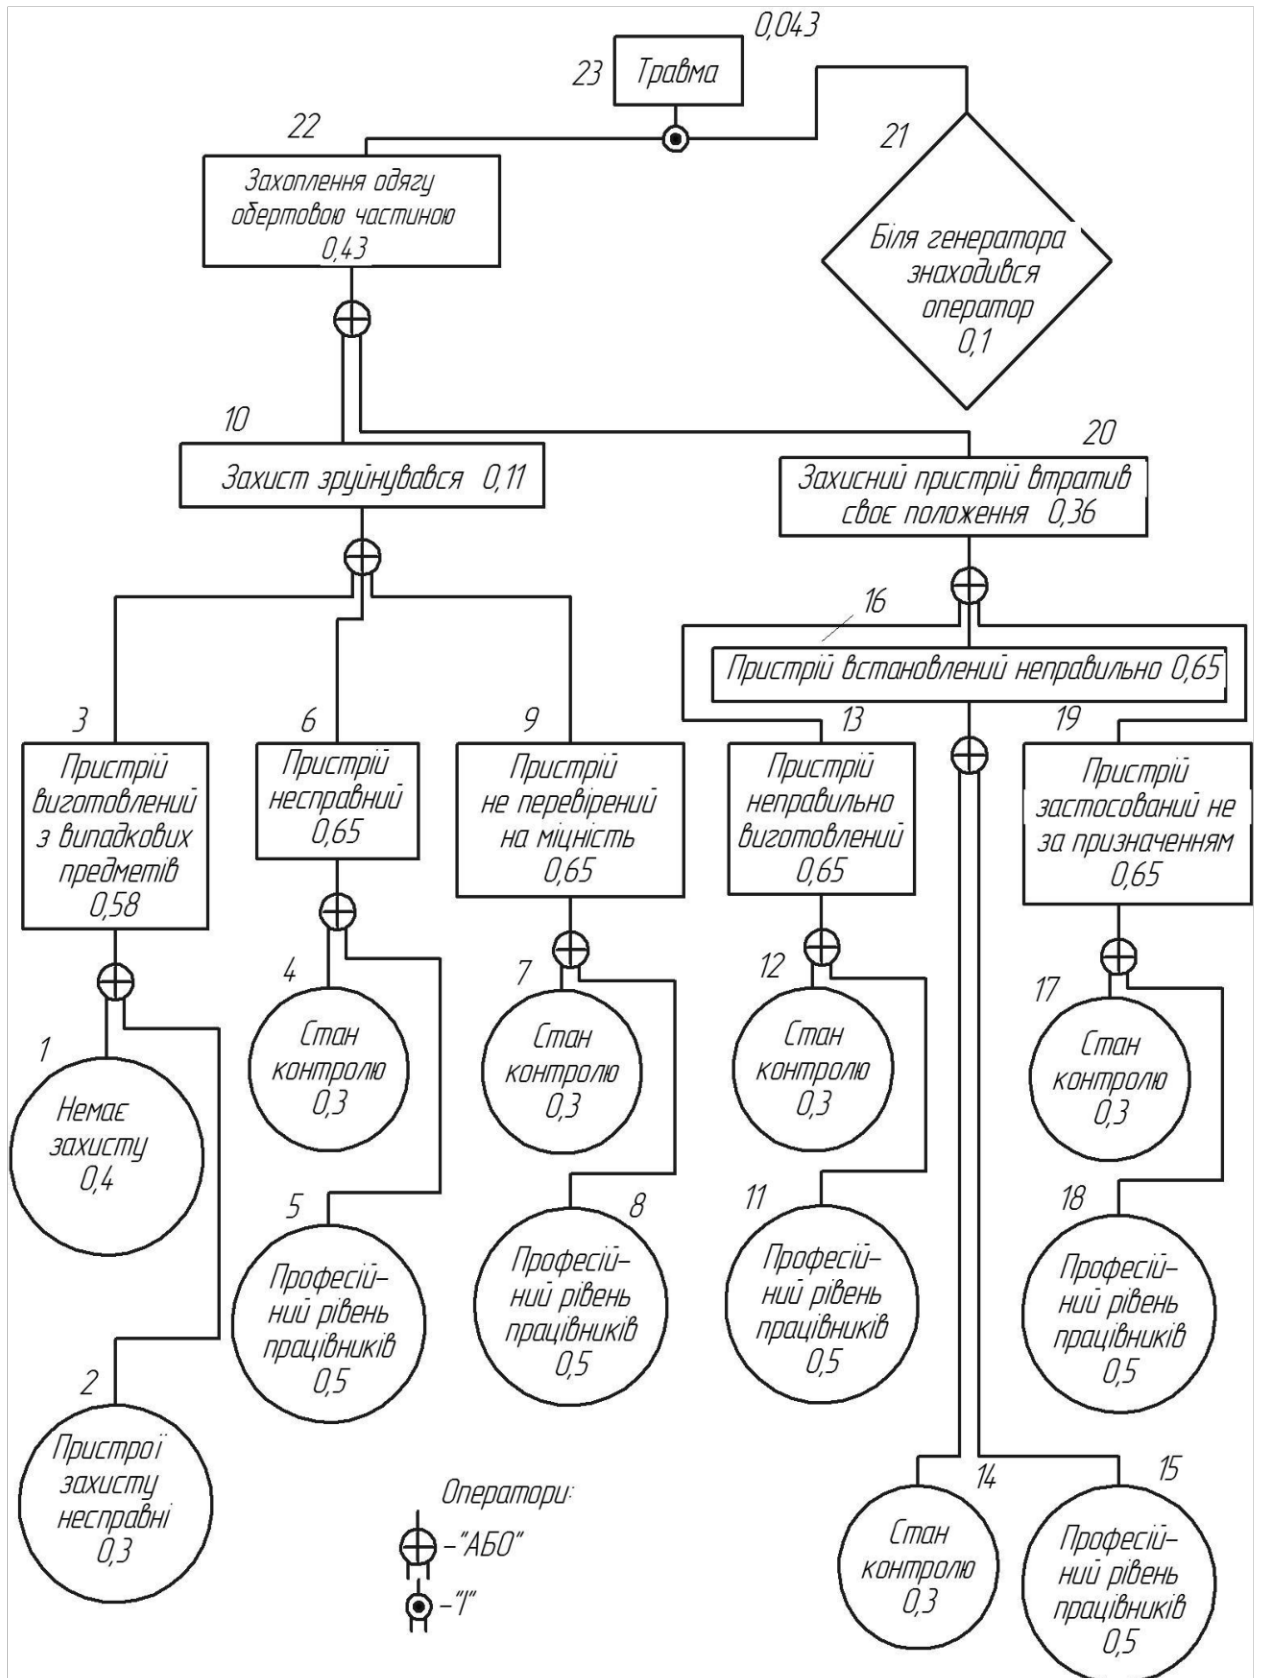 0,043
23
Травма
22
21
Захоплення одягу
обертовою частиною
0,43
Біля генератора
знаходився
оператор
0,1
10
20
Захист зруйнувався 0,11
Захисний пристрій втратив
своє положення 0,36
16
Пристрій встановлений неправильно 0,65
3
6
9
13
19
Пристрій
виготовлений
з випадкових
предметів
0,58
Пристрій
несправний
0,65
Пристрій
не перевірений
на міцність
0,65
Пристрій
неправильно
виготовлений
0,65
Пристрій
застосований не
за призначенням
0,65
1
4
7
12
17
Немає
захисту
0,4
Стан
контролю
0,3
Стан
контролю
0,3
Стан
контролю
0,3
Стан
контролю
0,3
2
5
8
11
18
Пристрої
захисту
несправні
0,3
Професій-
ний рівень
працівників
0,5
Професій-
ний рівень
працівників
0,5
Професій-
ний рівень
працівників
0,5
Професій-
ний рівень
працівників
0,5
14
15
Стан
контролю
0,3
Професій-
ний рівень
працівників
0,5
Оператори:
-"АБО"
-"І"